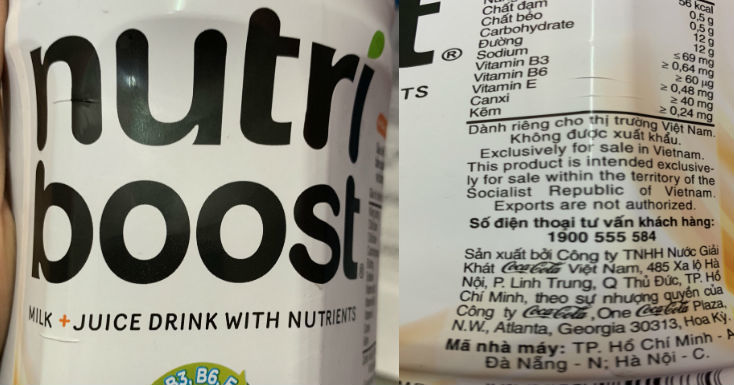 nutri
boost
MILK + JUICE DRINK WITH NUTRIENTS
B3, B6, E
®
TS
56 kcal
Chất đạm 0,5 g
Chất béo 0,5 g
Carbohydrate 12 g
Đường 12 g
Sodium ≤ 69 mg
Vitamin B3 ≥ 0,64 mg
Vitamin B6 ≥ 60 µg
Vitamin E ≥ 0,48 mg
Canxi ≥ 40 mg
Kẽm ≥ 0,24 mg
Dành riêng cho thị trường Việt Nam.
Không được xuất khẩu.
Exclusively for sale in Vietnam.
This product is intended exclusive-
ly for sale within the territory of the
Socialist Republic of Vietnam.
Exports are not authorized.
Số điện thoại tư vấn khách hàng:
1900 555 584
Sản xuất bởi Công ty TNHH Nước Giải
Khát Coca-Cola Việt Nam, 485 Xa lộ Hà
Nội, P. Linh Trung, Q Thủ Đức, TP. Hồ
Chí Minh, theo sự nhượng quyền của
Công ty Coca-Cola, One Coca-Cola Plaza,
N.W., Atlanta, Georgia 30313, Hoa Kỳ.
Mã nhà máy: TP. Hồ Chí Minh - A
Đà Nẵng - N; Hà Nội - C.